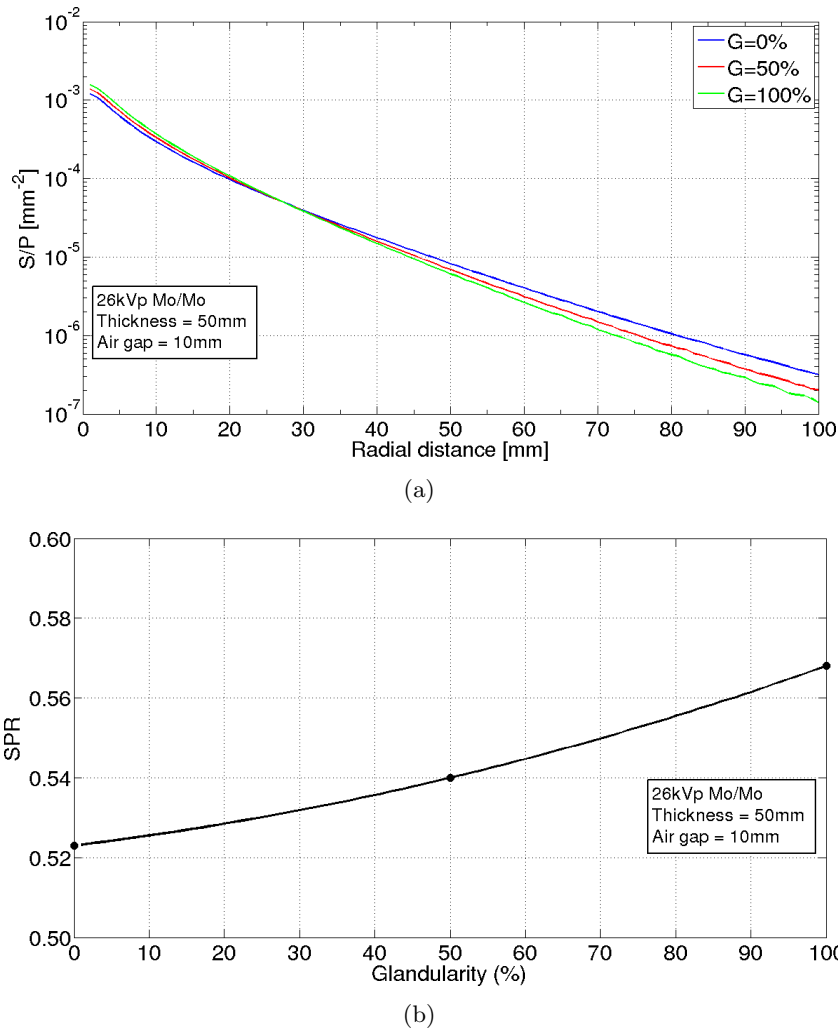 10⁻²
10⁻³
10⁻⁴
10⁻⁵
10⁻⁶
10⁻⁷
S/P [mm⁻²]
G=0%
G=50%
G=100%
26kVp Mo/Mo
Thickness = 50mm
Air gap = 10mm
0 10 20 30 40 50 60 70 80 90 100
Radial distance [mm]
(a)
0.60
0.58
0.56
0.54
0.52
0.50
SPR
26kVp Mo/Mo
Thickness = 50mm
Air gap = 10mm
0 10 20 30 40 50 60 70 80 90 100
Glandularity (%)
(b)